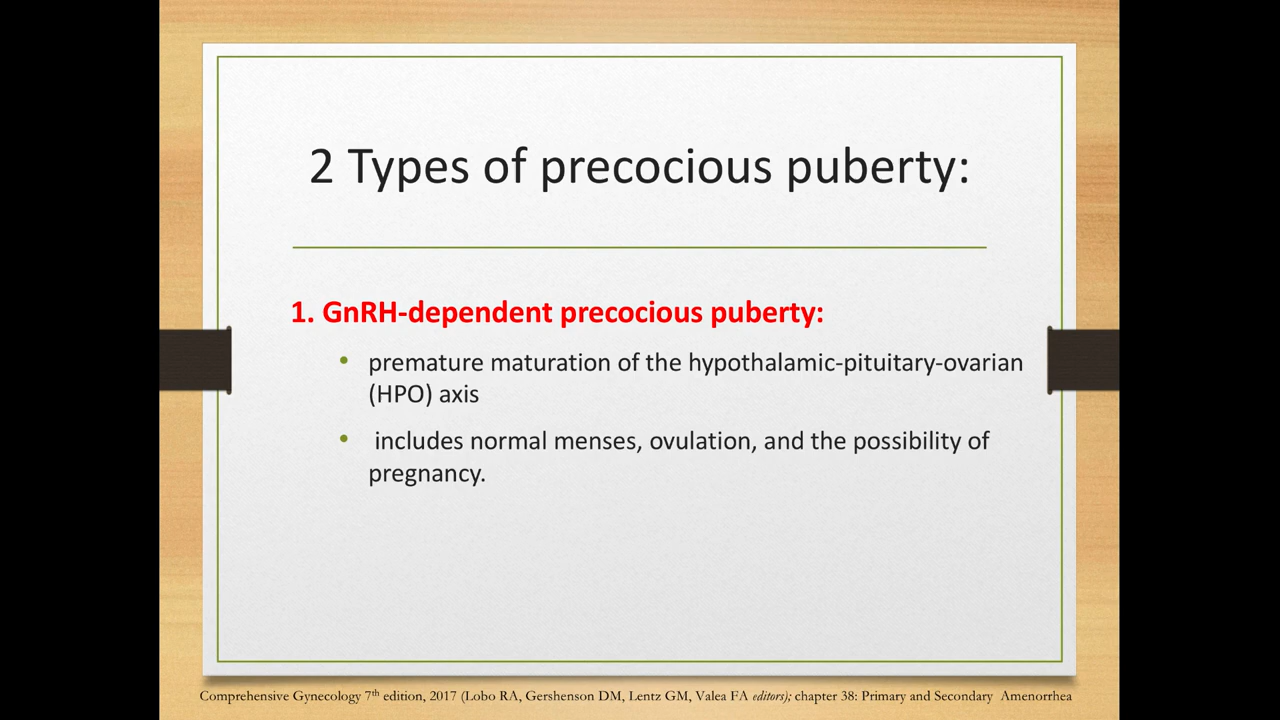 2 Types of precocious puberty:
1. GnRH-dependent precocious puberty:
• premature maturation of the hypothalamic-pituitary-ovarian
(HPO) axis
• includes normal menses, ovulation, and the possibility of
pregnancy.
Comprehensive Gynecology 7th edition, 2017 (Lobo RA, Gershenson DM, Lentz GM, Valea FA editors); chapter 38: Primary and Secondary Amenorrhea